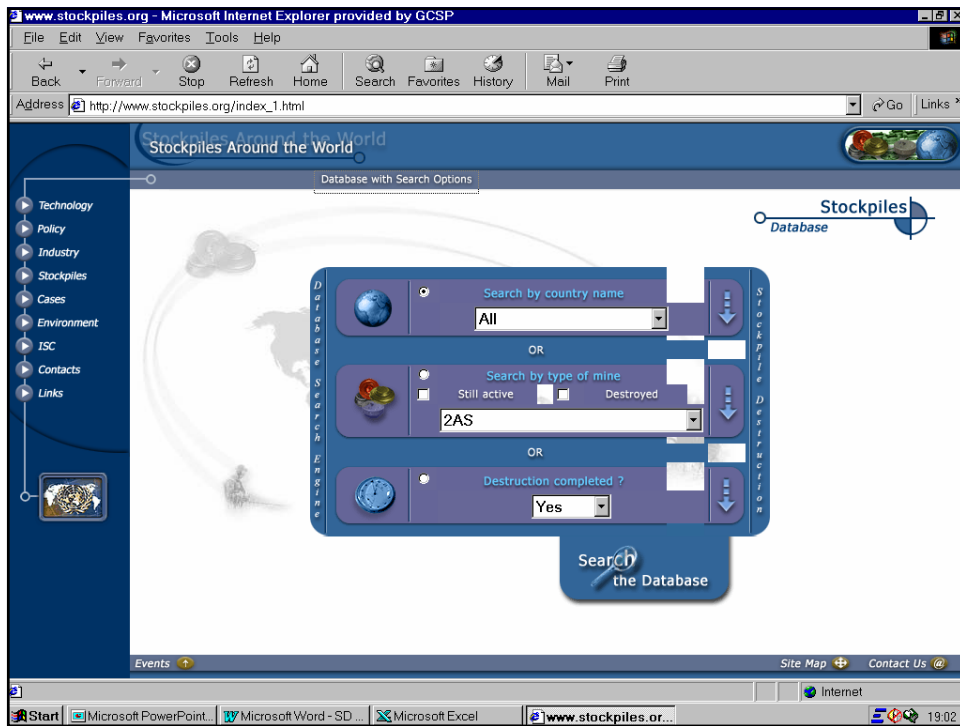 www.stockpiles.org - Microsoft Internet Explorer provided by GCSP
File Edit View Favorites Tools Help
Back Forward Stop Refresh Home Search Favorites History Mail Print
Address http://www.stockpiles.org/index_1.html Go Links
Stockpiles Around the World
Stockpiles Around the World
Database with Search Options
Technology
Policy
Industry
Stockpiles
Cases
Environment
ISC
Contacts
Links
Stockpiles
Database
Database Search Engine
Search by country name
All
OR
Search by type of mine
Still active Destroyed
2AS
OR
Destruction completed ?
Yes
Stockpile Destruction
Search
the Database
Events Site Map Contact Us @
Internet
Start Microsoft PowerPoint... Microsoft Word - SD ... Microsoft Excel www.stockpiles.or... 19:02